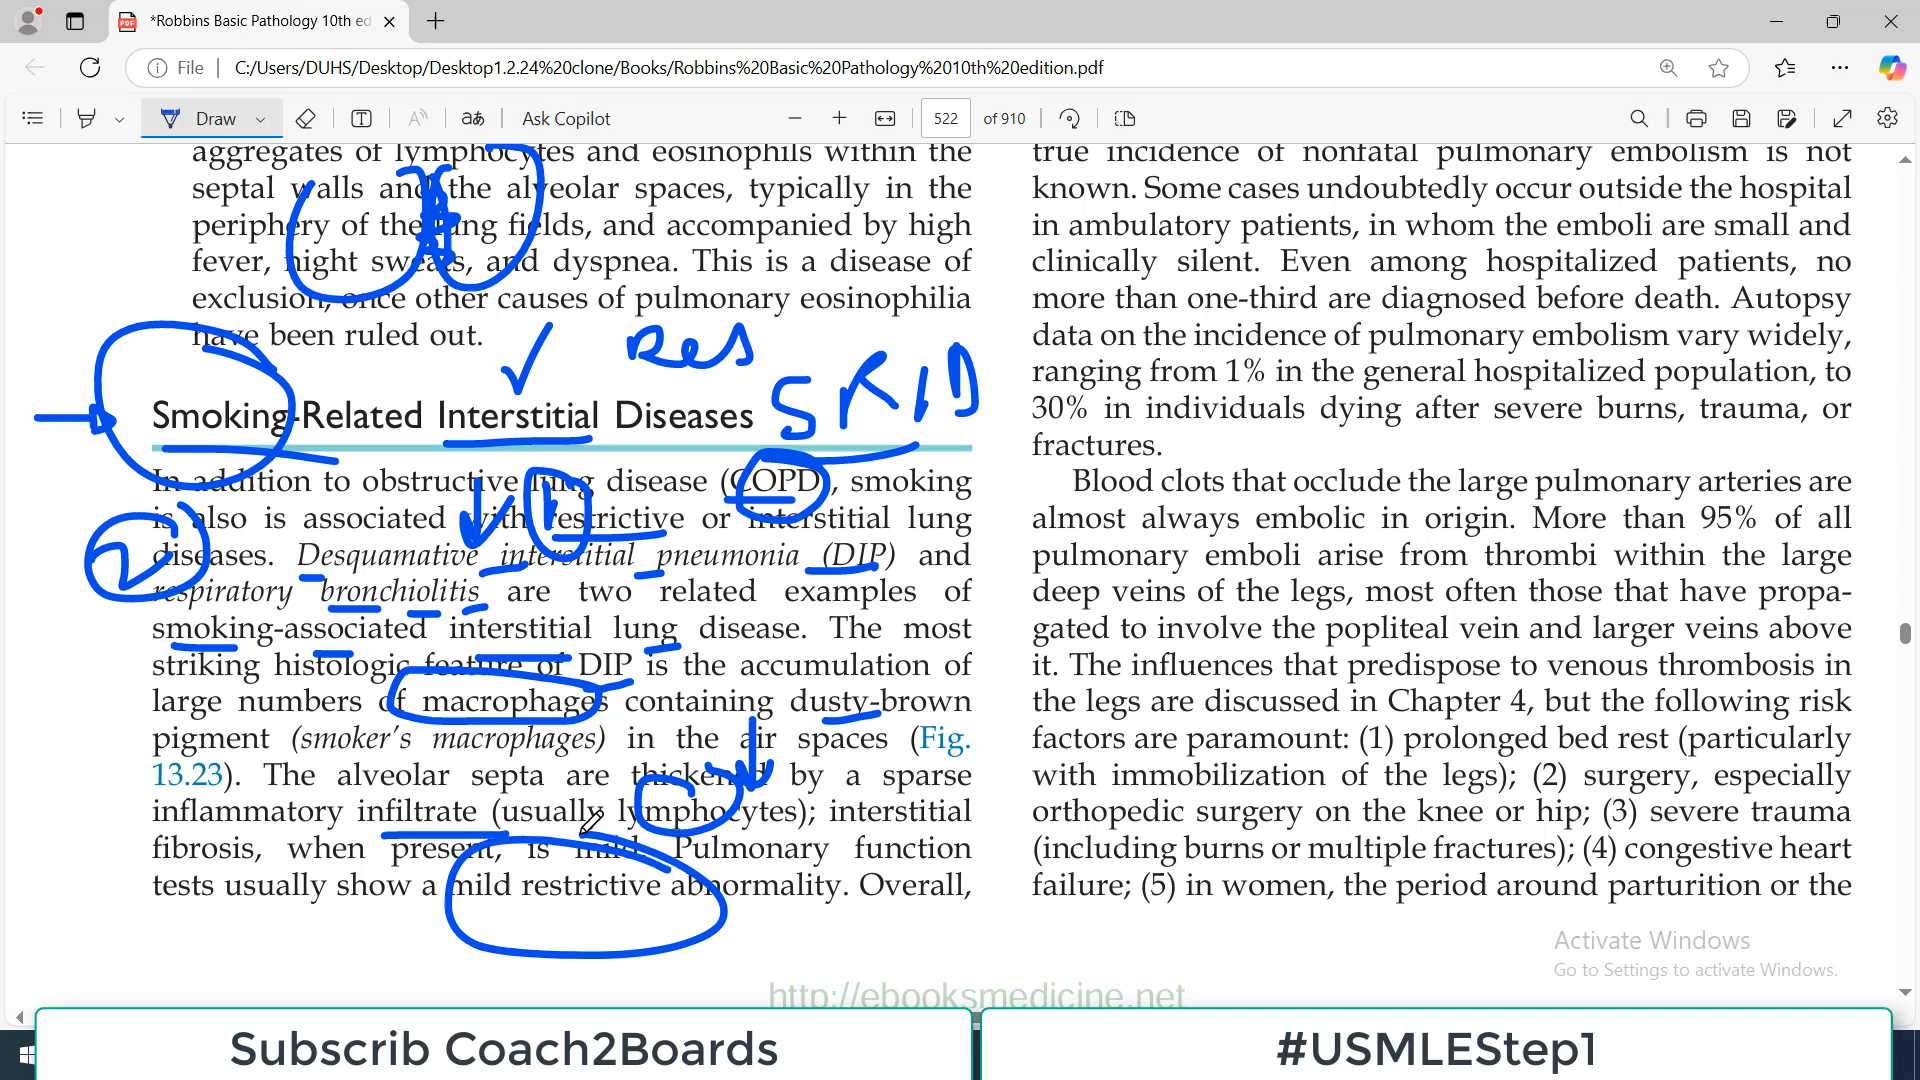 *Robbins Basic Pathology 10th ed
File
C:/Users/DUHS/Desktop/Desktop1.2.24%20clone/Books/Robbins%20Basic%20Pathology%2010th%20edition.pdf
Draw
Ask Copilot
522 of 910
aggregates of lymphocytes and eosinophils within the
septal walls and the alveolar spaces, typically in the
periphery of the lung fields, and accompanied by high
fever, night sweats, and dyspnea. This is a disease of
exclusion, once other causes of pulmonary eosinophilia
have been ruled out.
Res
SRID
Smoking-Related Interstitial Diseases
In addition to obstructive lung disease (COPD), smoking
is also is associated with restrictive or interstitial lung
diseases. Desquamative interstitial pneumonia (DIP) and
respiratory bronchiolitis are two related examples of
smoking-associated interstitial lung disease. The most
striking histologic feature of DIP is the accumulation of
large numbers of macrophages containing dusty-brown
pigment (smoker's macrophages) in the air spaces (Fig.
13.23). The alveolar septa are thickened by a sparse
inflammatory infiltrate (usually lymphocytes); interstitial
fibrosis, when present, is mild. Pulmonary function
tests usually show a mild restrictive abnormality. Overall,
true incidence of nonfatal pulmonary embolism is not
known. Some cases undoubtedly occur outside the hospital
in ambulatory patients, in whom the emboli are small and
clinically silent. Even among hospitalized patients, no
more than one-third are diagnosed before death. Autopsy
data on the incidence of pulmonary embolism vary widely,
ranging from 1% in the general hospitalized population, to
30% in individuals dying after severe burns, trauma, or
fractures.
Blood clots that occlude the large pulmonary arteries are
almost always embolic in origin. More than 95% of all
pulmonary emboli arise from thrombi within the large
deep veins of the legs, most often those that have propa-
gated to involve the popliteal vein and larger veins above
it. The influences that predispose to venous thrombosis in
the legs are discussed in Chapter 4, but the following risk
factors are paramount: (1) prolonged bed rest (particularly
with immobilization of the legs); (2) surgery, especially
orthopedic surgery on the knee or hip; (3) severe trauma
(including burns or multiple fractures); (4) congestive heart
failure; (5) in women, the period around parturition or the
Activate Windows
Go to Settings to activate Windows.
http://ebooksmedicine.net
Subscrib Coach2Boards
#USMLEStep1